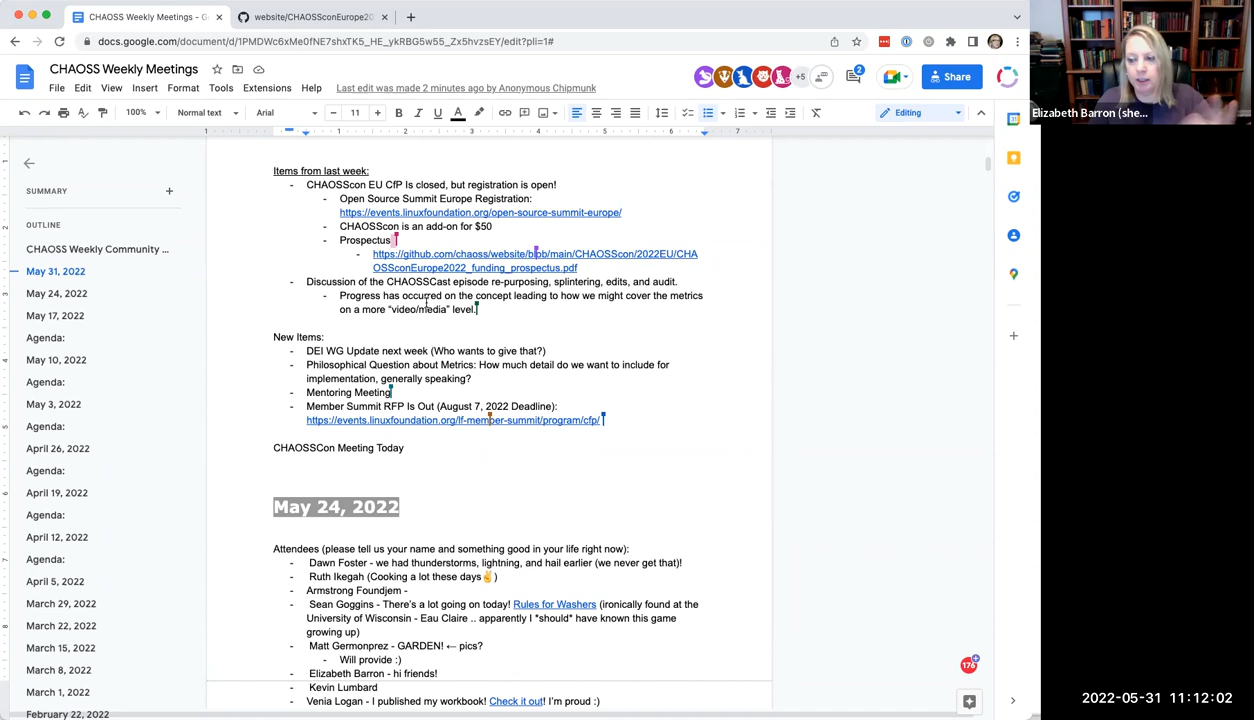 CHAOSS Weekly Meetings - G
website/CHAOSSconEurope20
docs.google.com/document/d/1PMDWc6xMe0fNE7shxTK5_HE_ykRBG5w55_Zx5hvzsEY/edit?pli=1#
CHAOSS Weekly Meetings
File Edit View Insert Format Tools Extensions Help Last edit was made 2 minutes ago by Anonymous Chipmunk
+5
2
Share
Elizabeth Barron (she...
100% Normal text Arial 11 Editing
1 1 2 3 4 5 6 7
SUMMARY
OUTLINE
CHAOSS Weekly Community ...
May 31, 2022
May 24, 2022
May 17, 2022
Agenda:
May 10, 2022
Agenda:
May 3, 2022
Agenda:
April 26, 2022
Agenda:
April 19, 2022
Agenda:
April 12, 2022
Agenda:
April 5, 2022
March 29, 2022
March 22, 2022
March 15, 2022
March 8, 2022
March 1, 2022
February 22, 2022
Items from last week:
- CHAOSScon EU CfP Is closed, but registration is open!
- Open Source Summit Europe Registration:
https://events.linuxfoundation.org/open-source-summit-europe/
- CHAOSScon is an add-on for $50
- Prospectus
- https://github.com/chaoss/website/blob/main/CHAOSScon/2022EU/CHA
OSSconEurope2022_funding_prospectus.pdf
- Discussion of the CHAOSSCast episode re-purposing, splintering, edits, and audit.
- Progress has occurred on the concept leading to how we might cover the metrics
on a more “video/media” level.
New Items:
- DEI WG Update next week (Who wants to give that?)
- Philosophical Question about Metrics: How much detail do we want to include for
implementation, generally speaking?
- Mentoring Meeting
- Member Summit RFP Is Out (August 7, 2022 Deadline):
https://events.linuxfoundation.org/lf-member-summit/program/cfp/
CHAOSSCon Meeting Today
May 24, 2022
Attendees (please tell us your name and something good in your life right now):
- Dawn Foster - we had thunderstorms, lightning, and hail earlier (we never get that)!
- Ruth Ikegah (Cooking a lot these days✌)
- Armstrong Foundjem -
- Sean Goggins - There’s a lot going on today! Rules for Washers (ironically found at the
University of Wisconsin - Eau Claire .. apparently I *should* have known this game
growing up)
- Matt Germonprez - GARDEN! ← pics?
- Will provide :)
- Elizabeth Barron - hi friends!
- Kevin Lumbard
- Venia Logan - I published my workbook! Check it out! I’m proud :)
176
2022-05-31 11:12:02